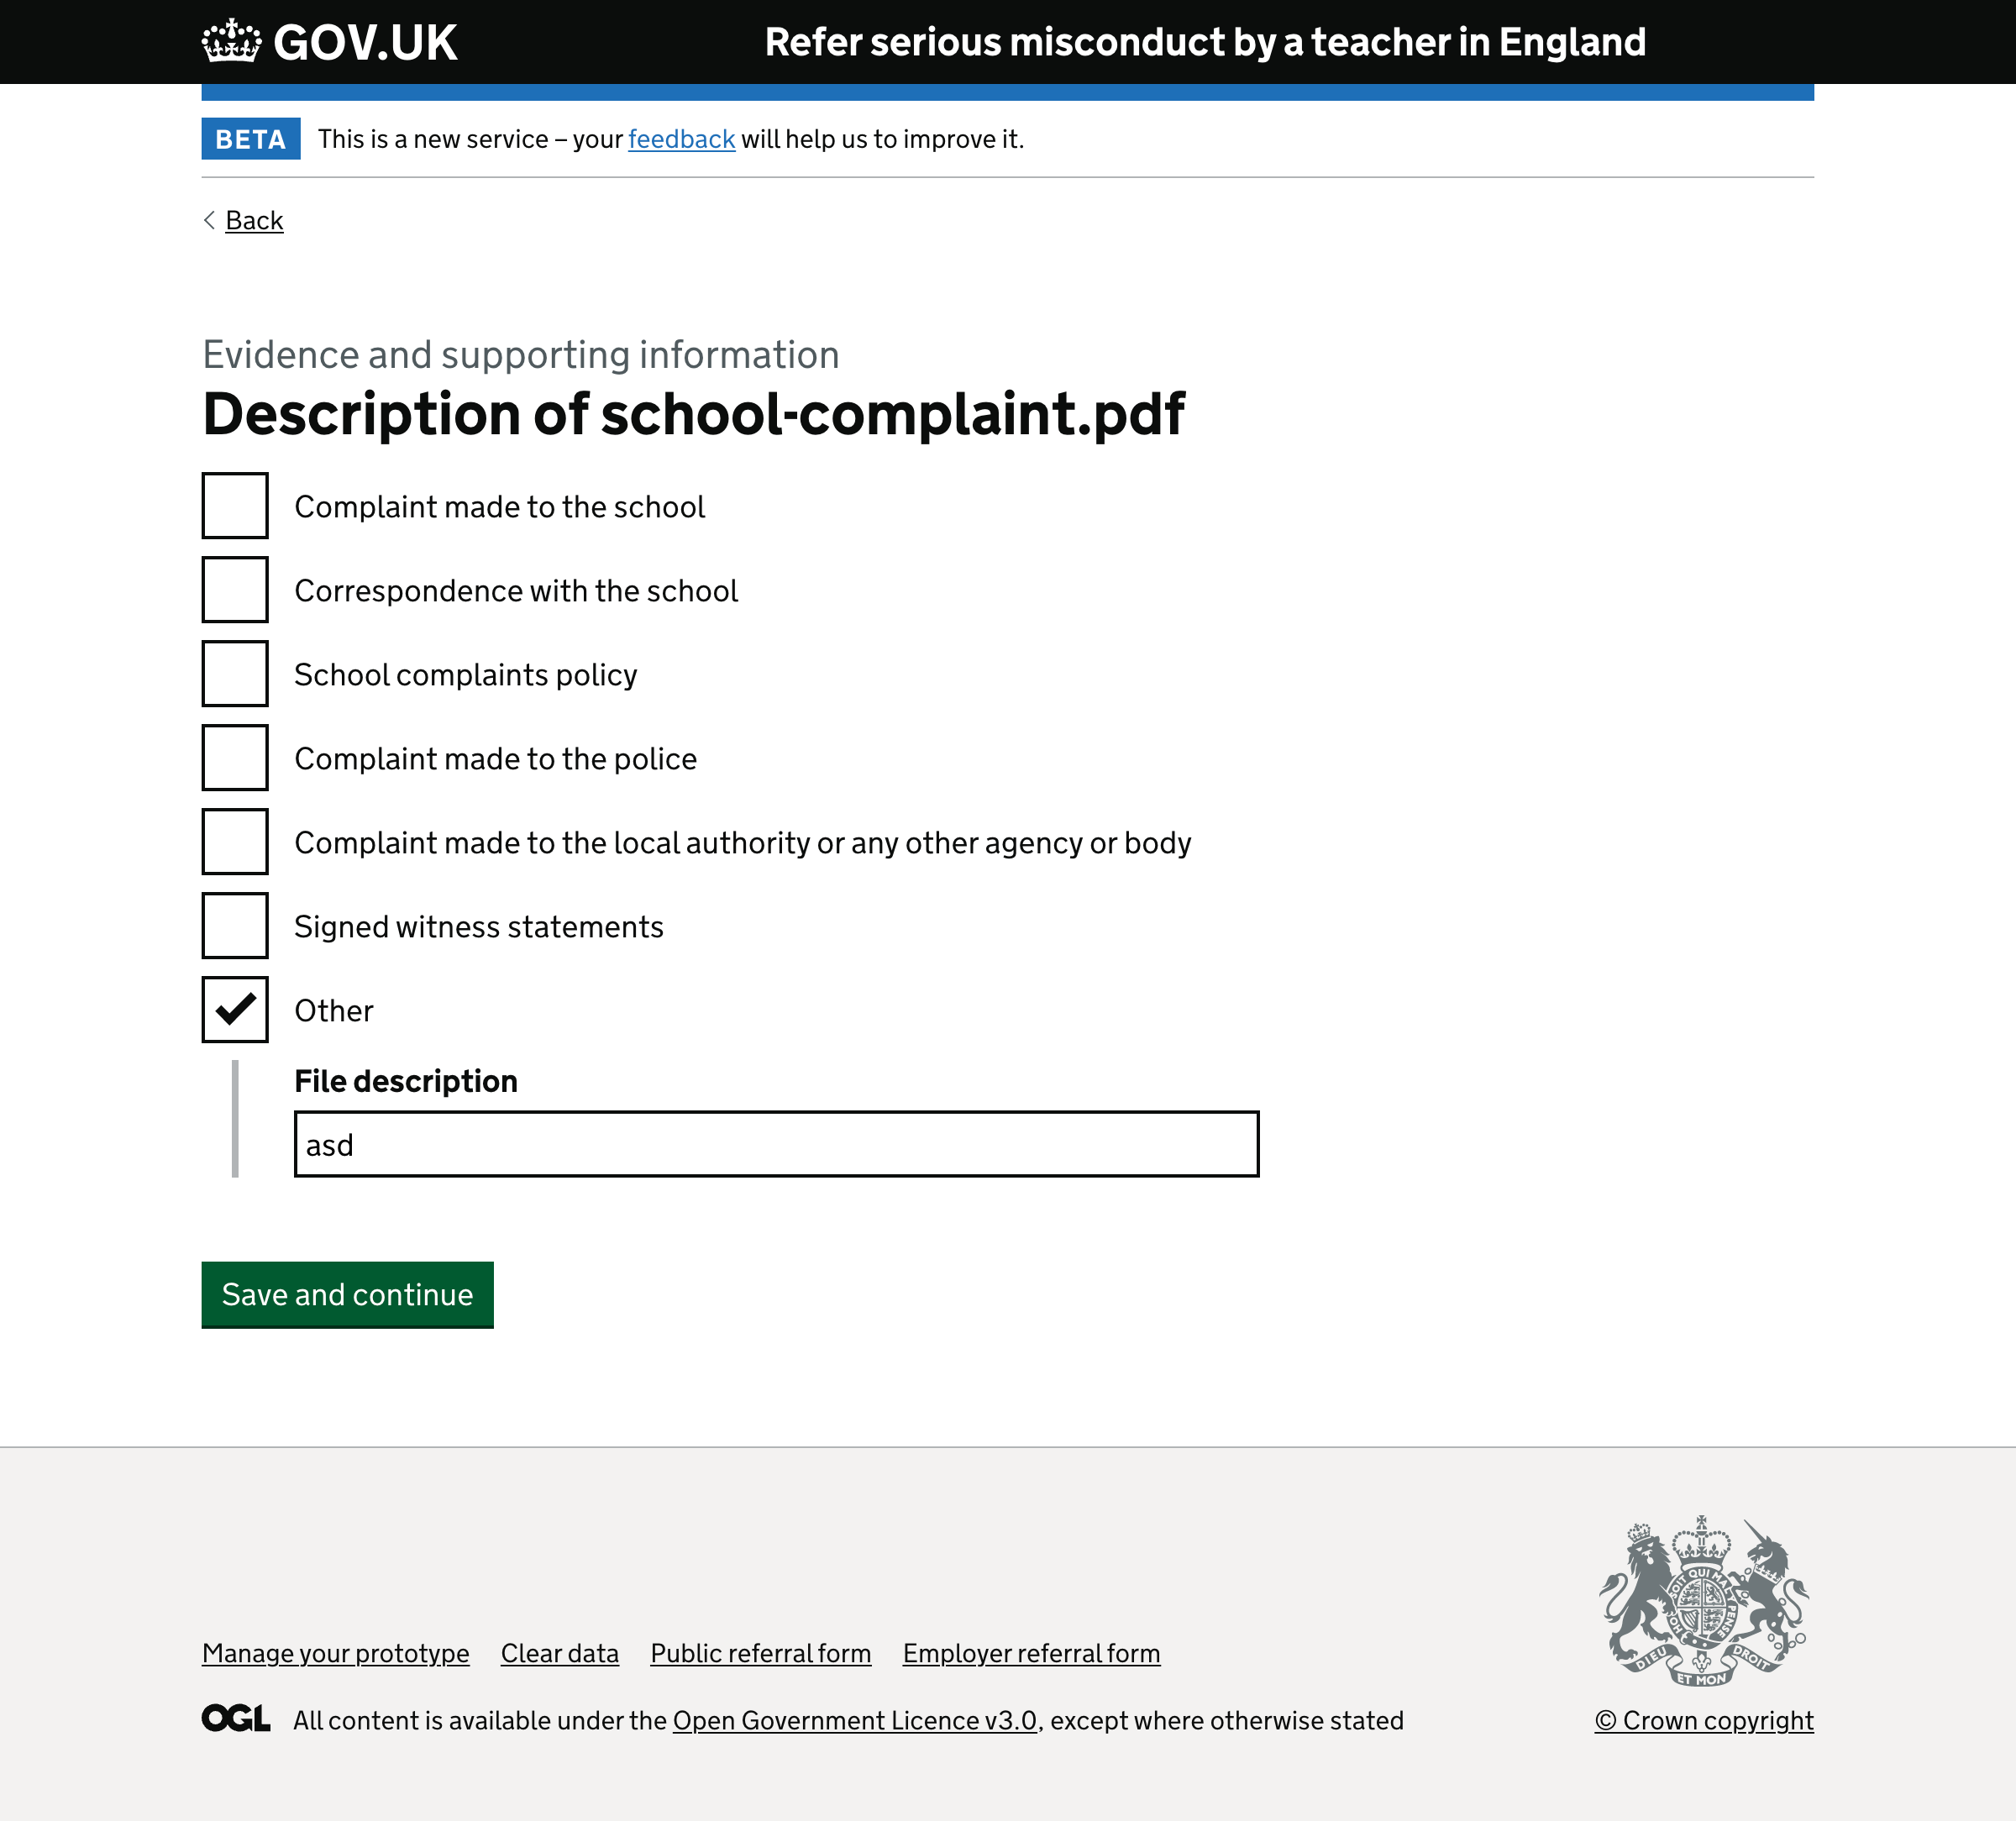 GOV.UK
Refer serious misconduct by a teacher in England
BETA
This is a new service – your feedback will help us to improve it.
Back
Evidence and supporting information
Description of school-complaint.pdf
Complaint made to the school
Correspondence with the school
School complaints policy
Complaint made to the police
Complaint made to the local authority or any other agency or body
Signed witness statements
Other
File description
asd
Save and continue
Manage your prototype
Clear data
Public referral form
Employer referral form
OGL
All content is available under the Open Government Licence v3.0, except where otherwise stated
DIEU ET MON DROIT
© Crown copyright